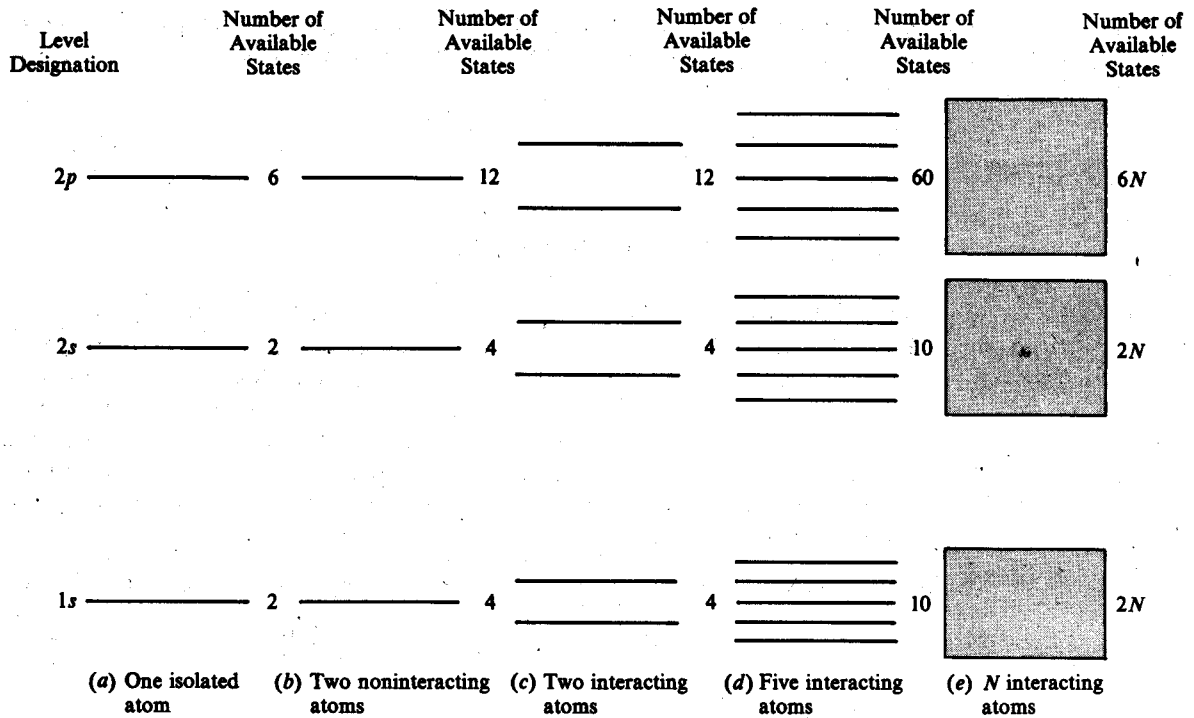 Level
Designation
Number of
Available
States
Number of
Available
States
Number of
Available
States
Number of
Available
States
Number of
Available
States
2p 6 12 12 60 6N
2s 2 4 4 10 2N
1s 2 4 4 10 2N
(a) One isolated
atom
(b) Two noninteracting
atoms
(c) Two interacting
atoms
(d) Five interacting
atoms
(e) N interacting
atoms